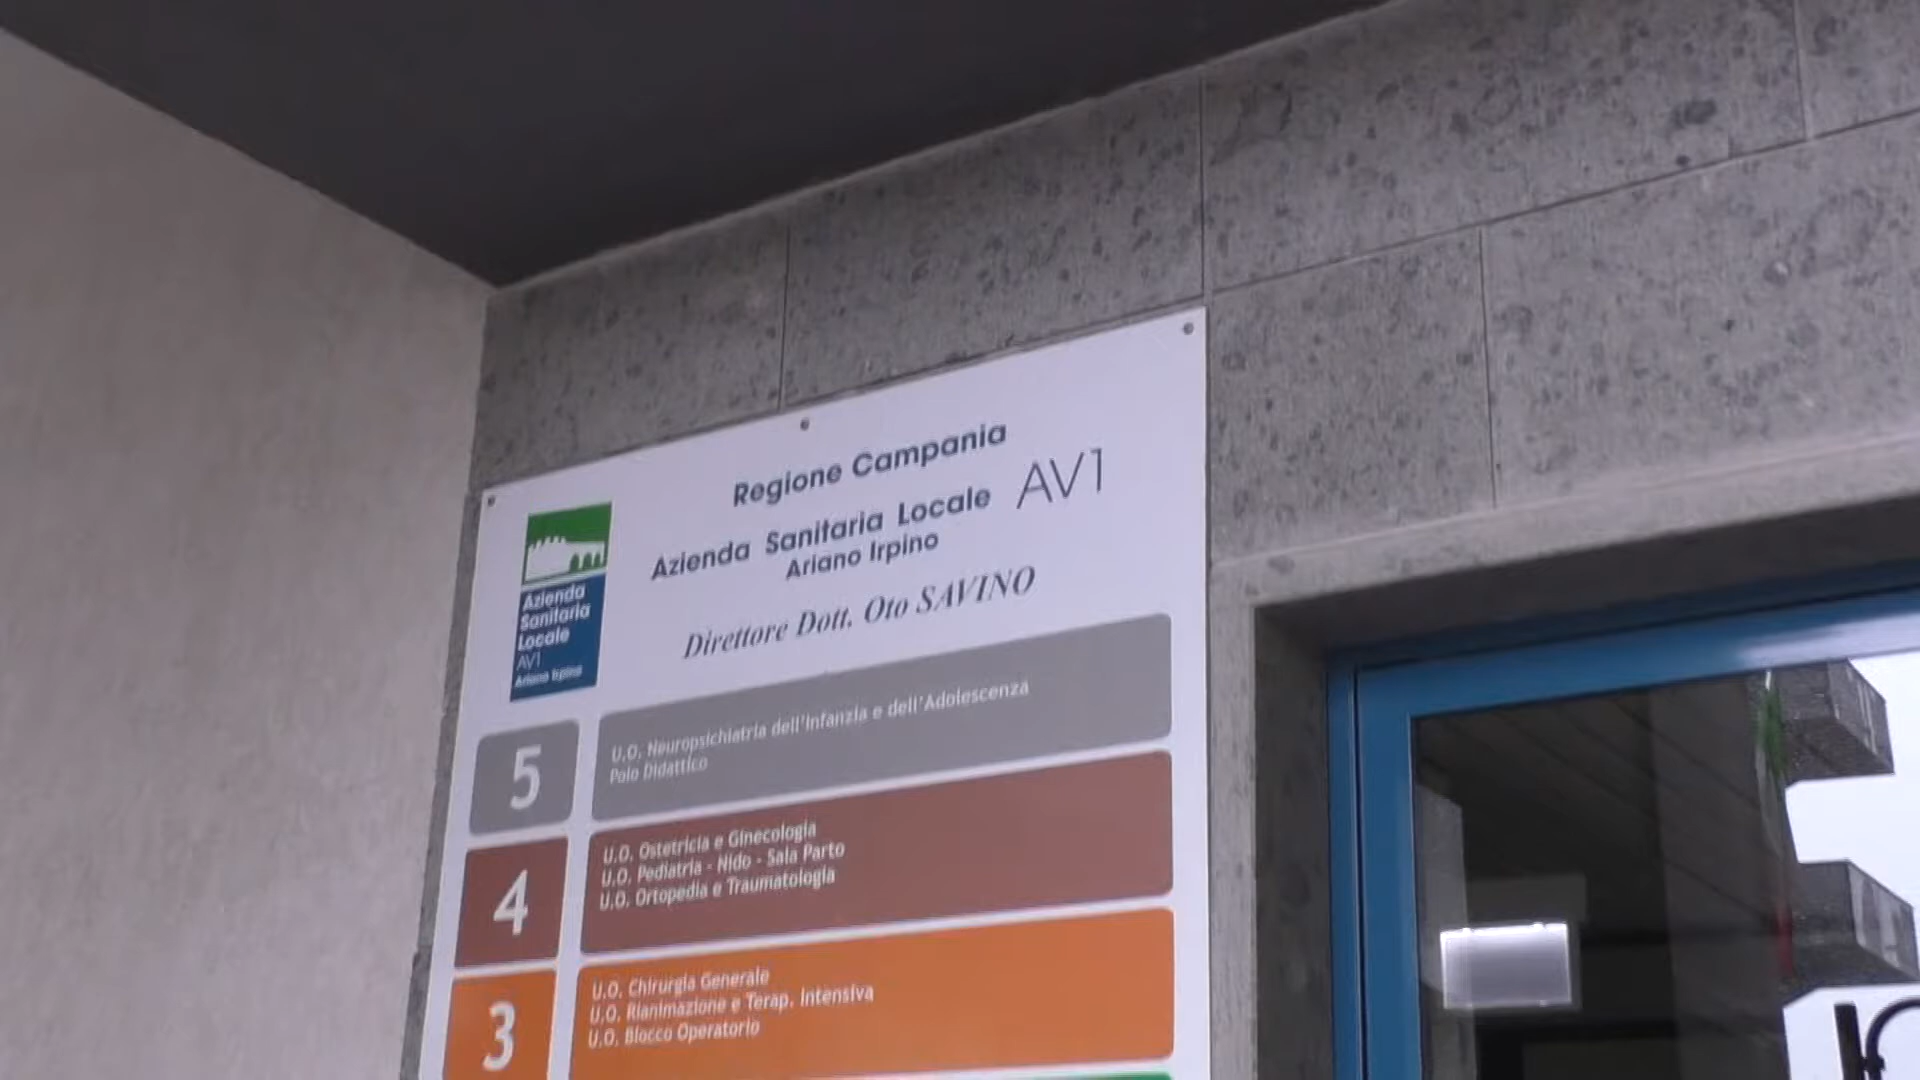 Regione Campania
Azienda Sanitaria Locale AV1
Ariano Irpino
Direttore Dott. Oto SAVINO
Azienda
Sanitaria
Locale
AV1
Ariano Irpino
5
U.O. Neuropsichiatria dell'Infanzia e dell'Adolescenza
Polo Didattico
4
U.O. Ostetricia e Ginecologia
U.O. Pediatria - Nido - Sala Parto
U.O. Ortopedia e Traumatologia
3
U.O. Chirurgia Generale
U.O. Rianimazione e Terap. Intensiva
U.O. Blocco Operatorio